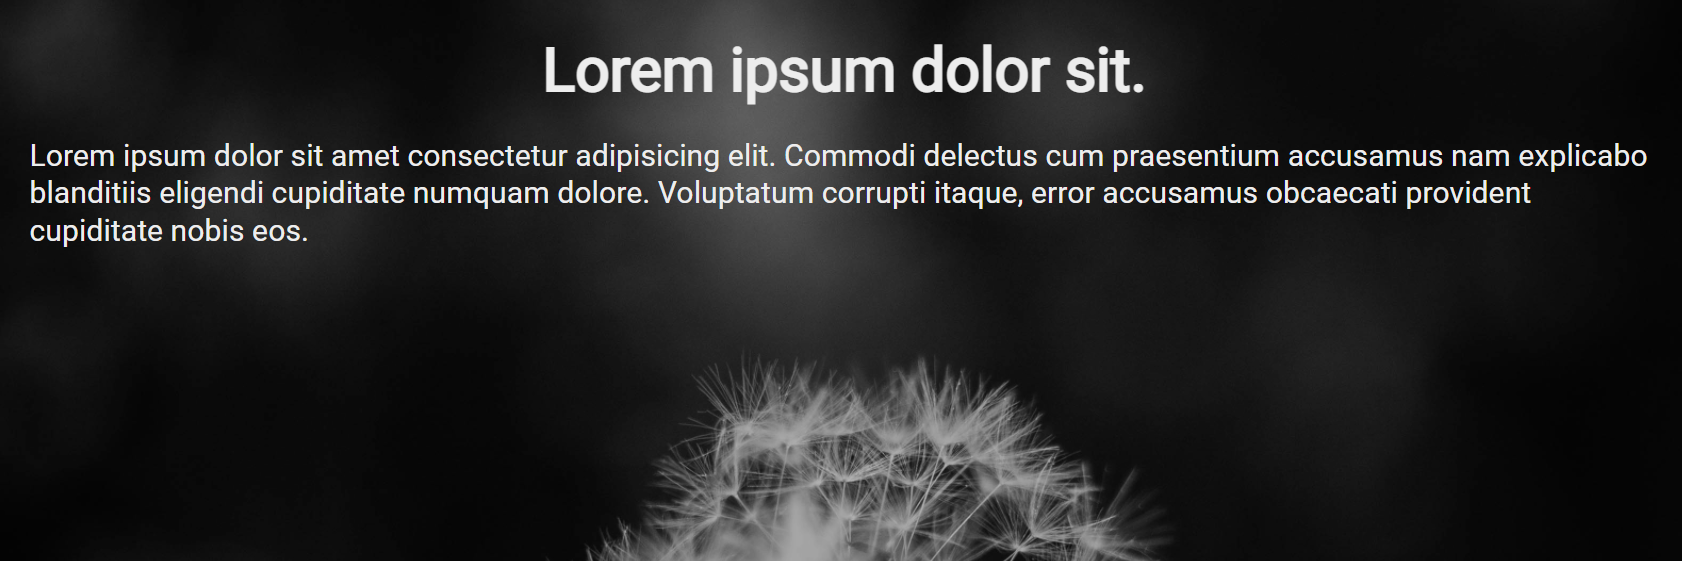 Lorem ipsum dolor sit.
Lorem ipsum dolor sit amet consectetur adipisicing elit. Commodi delectus cum praesentium accusamus nam explicabo
blanditiis eligendi cupiditate numquam dolore. Voluptatum corrupti itaque, error accusamus obcaecati provident
cupiditate nobis eos.